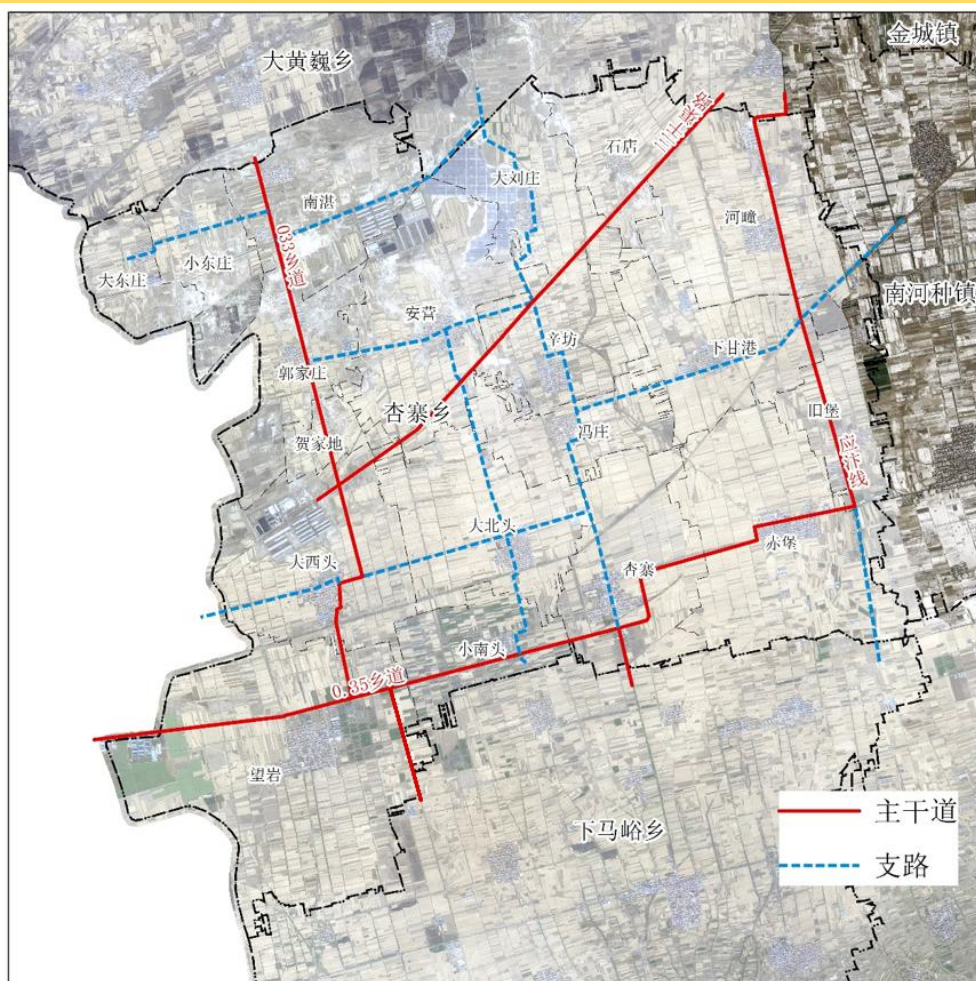 金城镇
大黄巍乡
石店
南湛
大刘庄
河疃
033乡道
小东庄
大东庄
南河种镇
安营
辛坊
下甘港
郭家庄
杏寨乡
旧堡
冯庄
贺家地
应汴线
大北头
赤堡
大西头
杏寨
小南头
0.35乡道
望岩
下马峪乡
主干道
支路